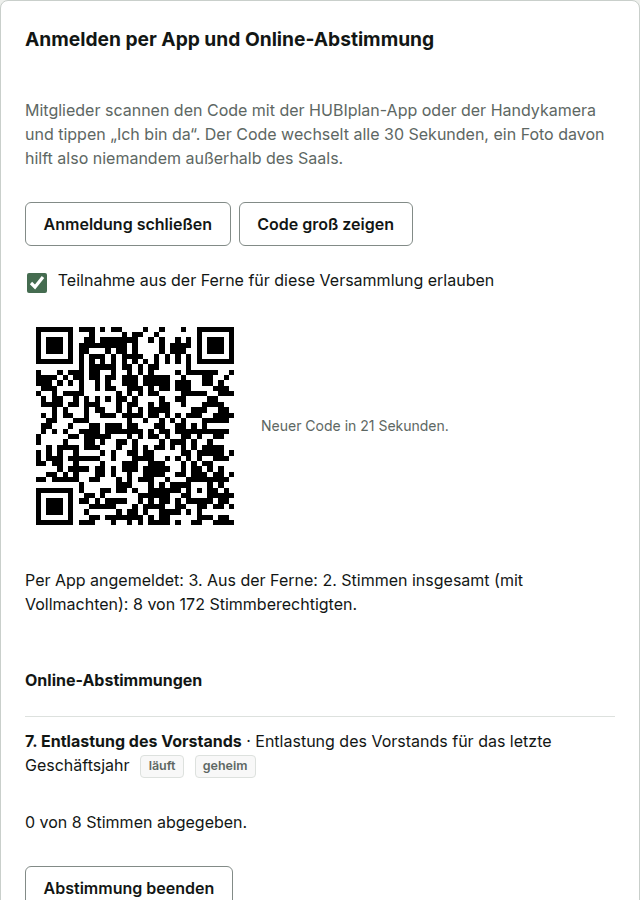 Anmelden per App und Online-Abstimmung
Mitglieder scannen den Code mit der HUBIplan-App oder der Handykamera
und tippen „Ich bin da“. Der Code wechselt alle 30 Sekunden, ein Foto davon
hilft also niemandem außerhalb des Saals.
Anmeldung schließen
Code groß zeigen
Teilnahme aus der Ferne für diese Versammlung erlauben
Neuer Code in 21 Sekunden.
Per App angemeldet: 3. Aus der Ferne: 2. Stimmen insgesamt (mit
Vollmachten): 8 von 172 Stimmberechtigten.
Online-Abstimmungen
7. Entlastung des Vorstands · Entlastung des Vorstands für das letzte
Geschäftsjahr läuft geheim
0 von 8 Stimmen abgegeben.
Abstimmung beenden